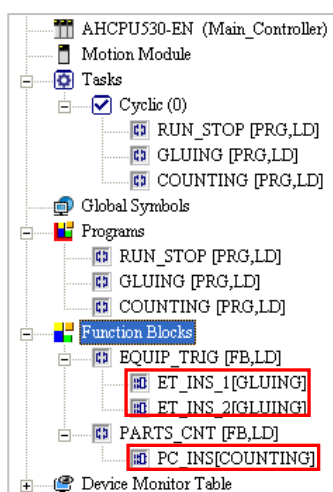 AHCPU530-EN (Main_Controller)
Motion Module
Tasks
Cyclic (0)
RUN_STOP [PRG,LD]
GLUING [PRG,LD]
COUNTING [PRG,LD]
Global Symbols
Programs
RUN_STOP [PRG,LD]
GLUING [PRG,LD]
COUNTING [PRG,LD]
Function Blocks
EQUIP_TRIG [FB,LD]
ET_INS_1[GLUING]
ET_INS_2[GLUING]
PARTS_CNT [FB,LD]
PC_INS[COUNTING]
Device Monitor Table